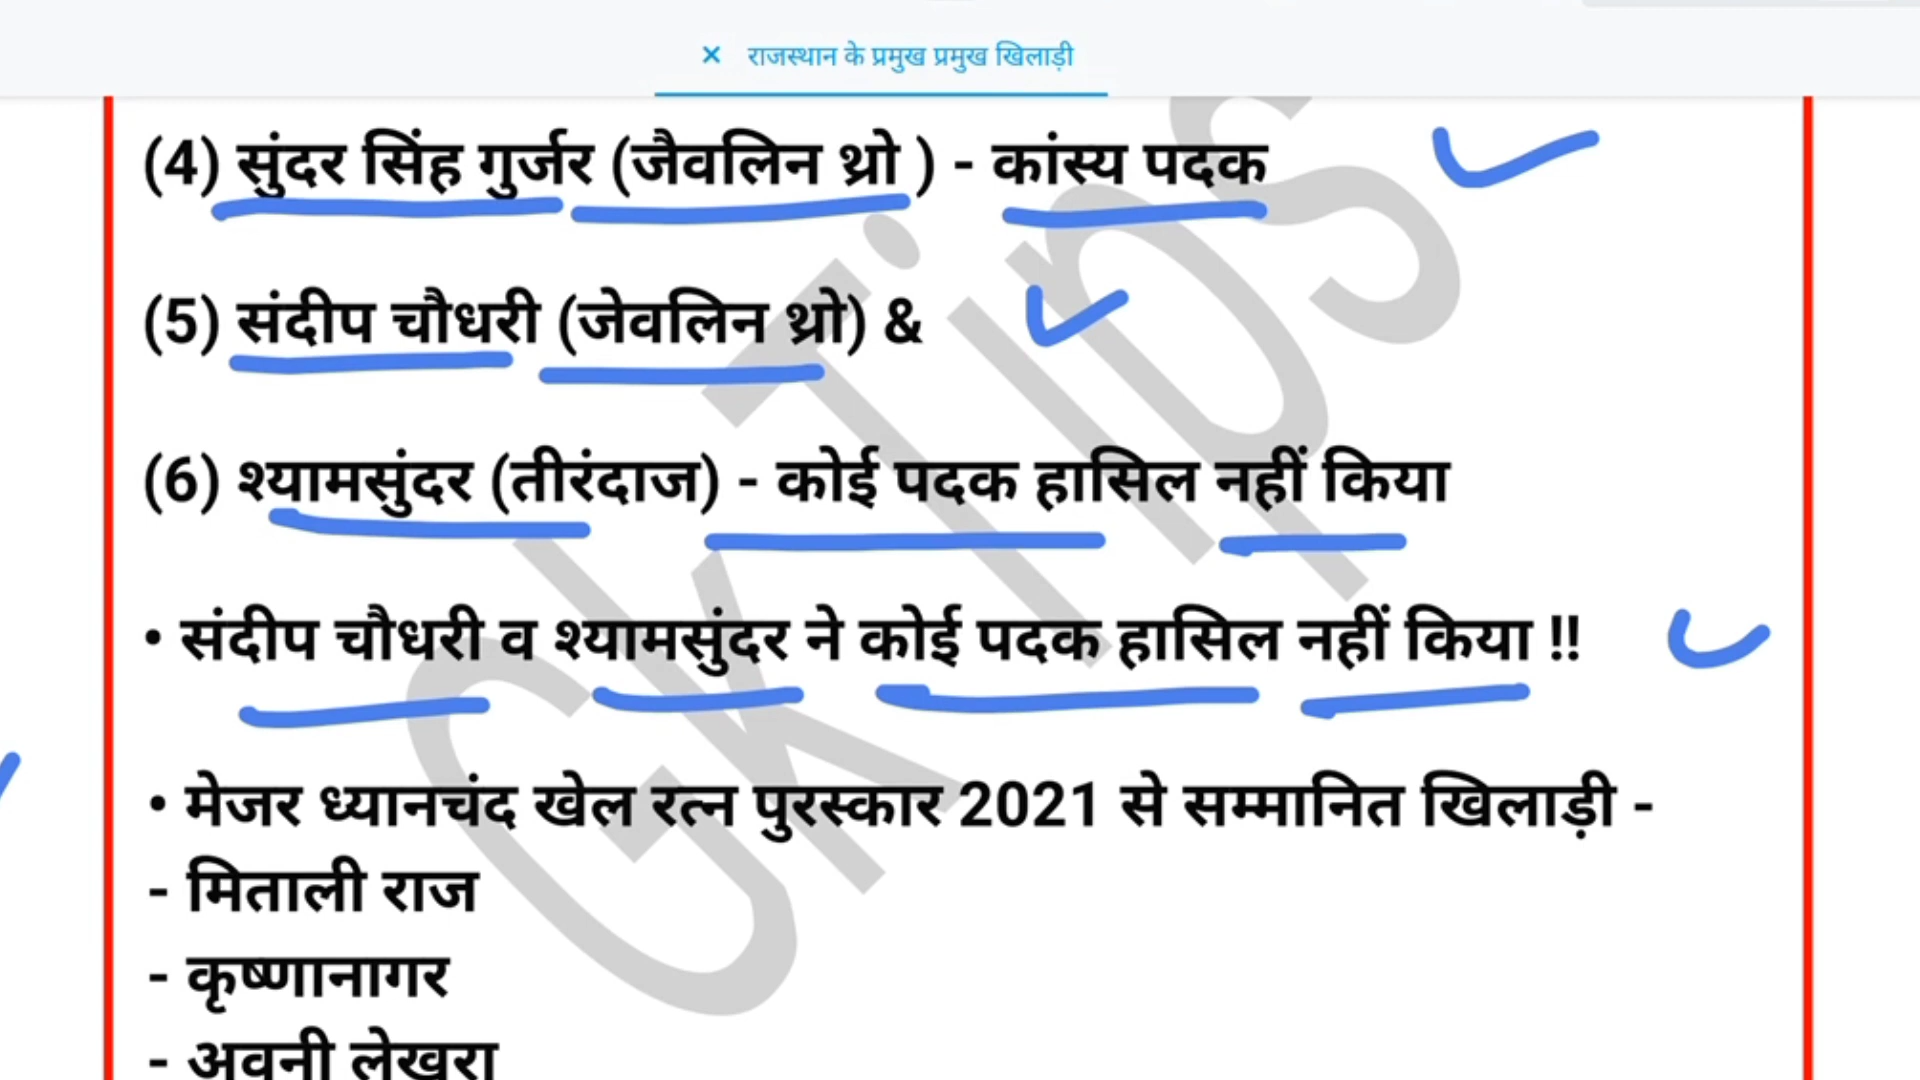 राजस्थान के प्रमुख प्रमुख खिलाड़ी
(4) सुंदर सिंह गुर्जर (जैवलिन थ्रो ) - कांस्य पदक
(5) संदीप चौधरी (जेवलिन थ्रो) &
(6) श्यामसुंदर (तीरंदाज) - कोई पदक हासिल नहीं किया
• संदीप चौधरी व श्यामसुंदर ने कोई पदक हासिल नहीं किया !!
• मेजर ध्यानचंद खेल रत्न पुरस्कार 2021 से सम्मानित खिलाड़ी -
- मिताली राज
- कृष्णानागर
- अवनी लेखरा
GkTips